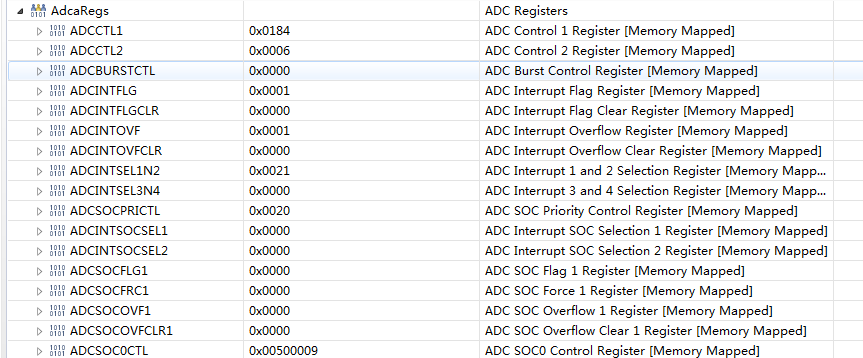 AdcaRegs ADC Registers
ADCCTL1 0x0184 ADC Control 1 Register [Memory Mapped]
ADCCTL2 0x0006 ADC Control 2 Register [Memory Mapped]
ADCBURSTCTL 0x0000 ADC Burst Control Register [Memory Mapped]
ADCINTFLG 0x0001 ADC Interrupt Flag Register [Memory Mapped]
ADCINTFLGCLR 0x0000 ADC Interrupt Flag Clear Register [Memory Mapped]
ADCINTOVF 0x0001 ADC Interrupt Overflow Register [Memory Mapped]
ADCINTOVFCLR 0x0000 ADC Interrupt Overflow Clear Register [Memory Mapped]
ADCINTSEL1N2 0x0021 ADC Interrupt 1 and 2 Selection Register [Memory Mapp...
ADCINTSEL3N4 0x0000 ADC Interrupt 3 and 4 Selection Register [Memory Mapp...
ADCSOCPRICTL 0x0020 ADC SOC Priority Control Register [Memory Mapped]
ADCINTSOCSEL1 0x0000 ADC Interrupt SOC Selection 1 Register [Memory Mapped]
ADCINTSOCSEL2 0x0000 ADC Interrupt SOC Selection 2 Register [Memory Mapped]
ADCSOCFLG1 0x0000 ADC SOC Flag 1 Register [Memory Mapped]
ADCSOCFRC1 0x0000 ADC SOC Force 1 Register [Memory Mapped]
ADCSOCOVF1 0x0000 ADC SOC Overflow 1 Register [Memory Mapped]
ADCSOCOVFCLR1 0x0000 ADC SOC Overflow Clear 1 Register [Memory Mapped]
ADCSOC0CTL 0x00500009 ADC SOC0 Control Register [Memory Mapped]